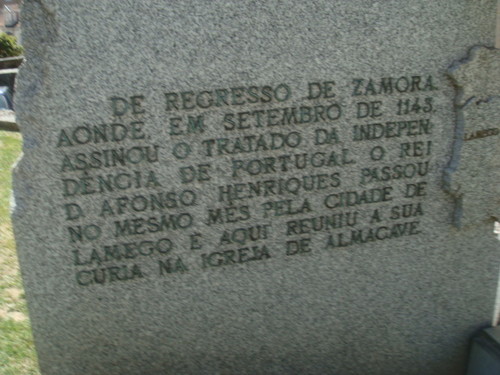 DE REGRESSO DE ZAMORA
AONDE, EM SETEMBRO DE 1143,
ASSINOU O TRATADO DA INDEPEN-
DÊNCIA DE PORTUGAL O REI
D. AFONSO HENRIQUES PASSOU
NO MESMO MÊS PELA CIDADE DE
LAMEGO E AQUI REUNIU A SUA
CÚRIA NA IGREJA DE ALMACAVE.